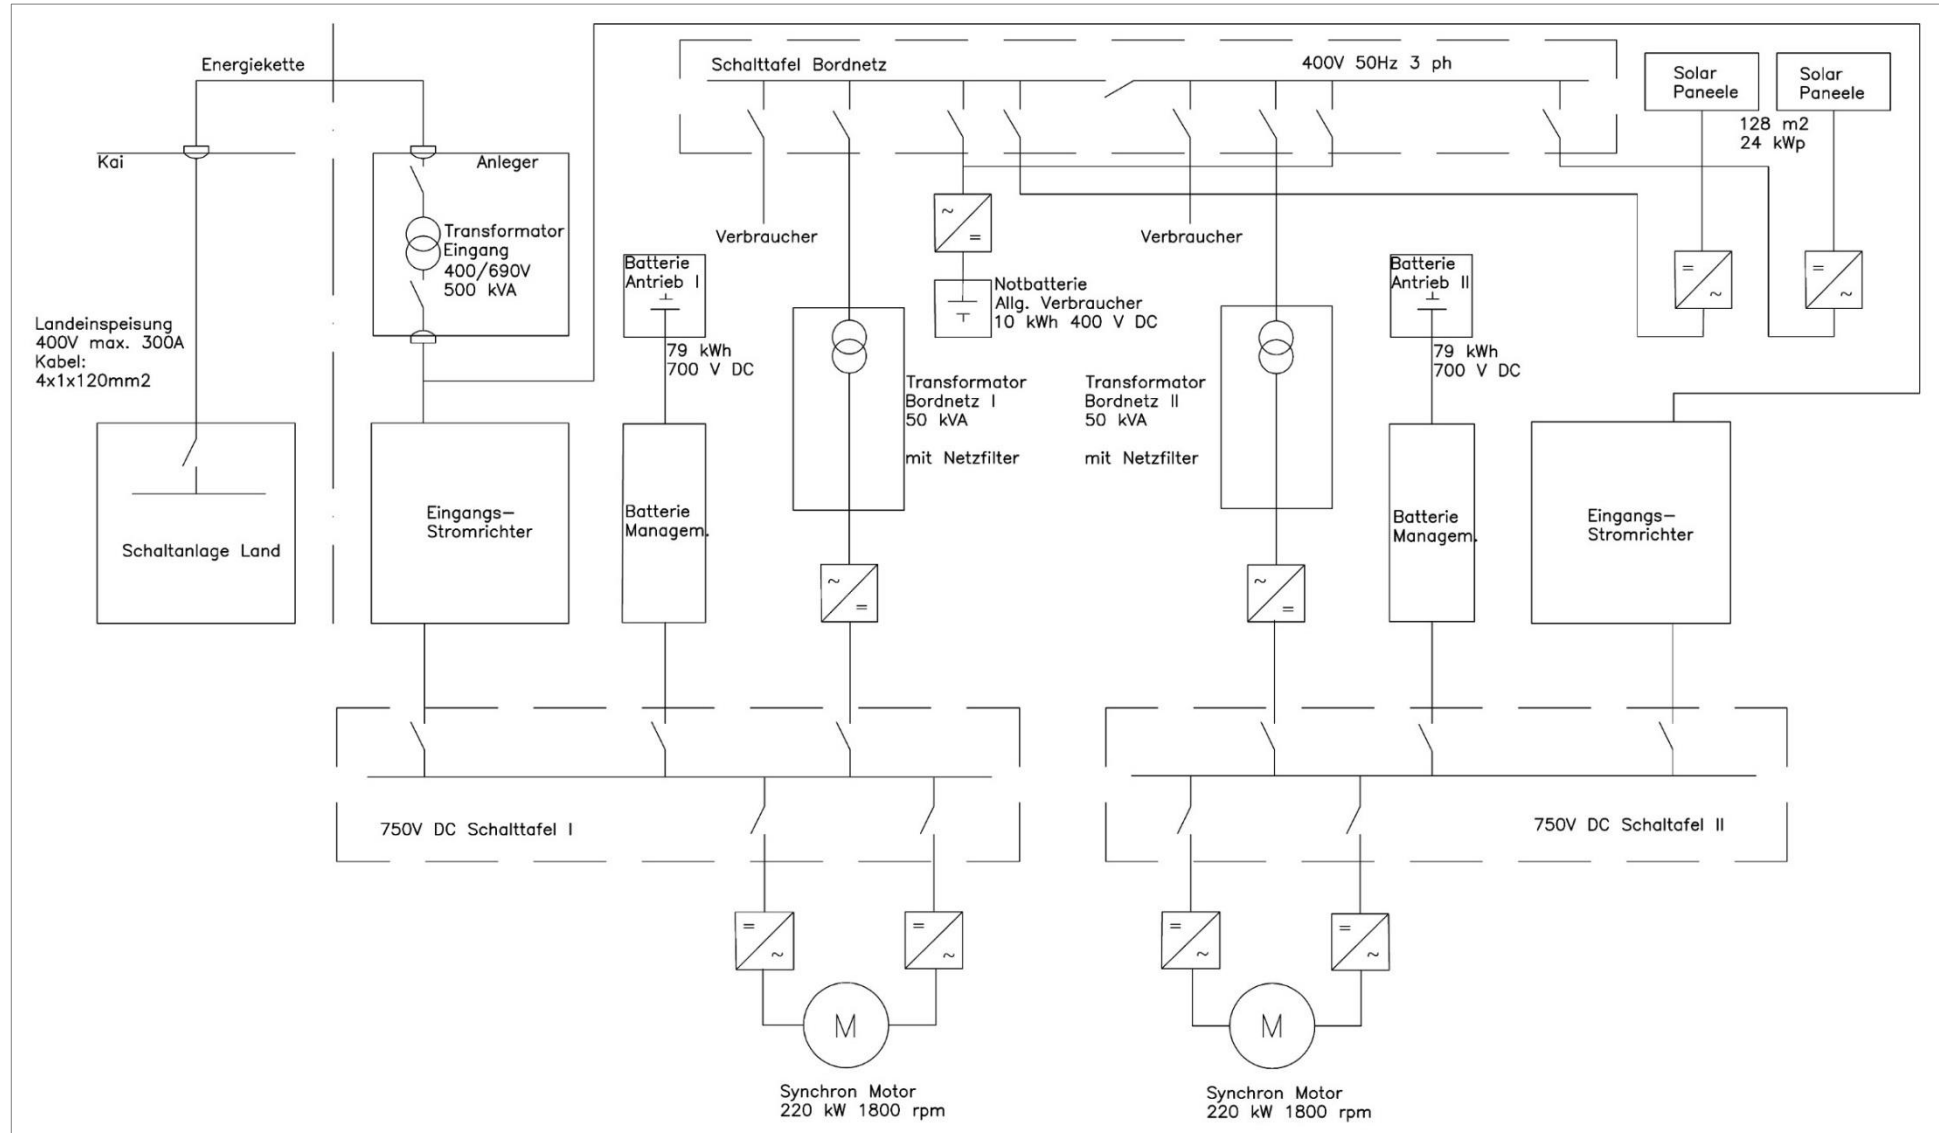 Energiekette
Schalttafel Bordnetz
400V 50Hz 3 ph
Solar
Paneele
Solar
Paneele
128 m2
24 kWp
Kai
Anleger
Transformator
Eingang
400/690V
500 kVA
Verbraucher
Verbraucher
~
=
=
~
=
~
Batterie
Antrieb I
79 kWh
700 V DC
Notbatterie
Allg. Verbraucher
10 kWh 400 V DC
Batterie
Antrieb II
79 kWh
700 V DC
Landeinspeisung
400V max. 300A
Kabel:
4x1x120mm2
Transformator
Bordnetz I
50 kVA
mit Netzfilter
Transformator
Bordnetz II
50 kVA
mit Netzfilter
Schaltanlage Land
Eingangs–
Stromrichter
Batterie
Managem.
Batterie
Managem.
Eingangs–
Stromrichter
~
=
~
=
750V DC Schalttafel I
750V DC Schaltafel II
=
~
=
~
=
~
=
~
M
M
Synchron Motor
220 kW 1800 rpm
Synchron Motor
220 kW 1800 rpm